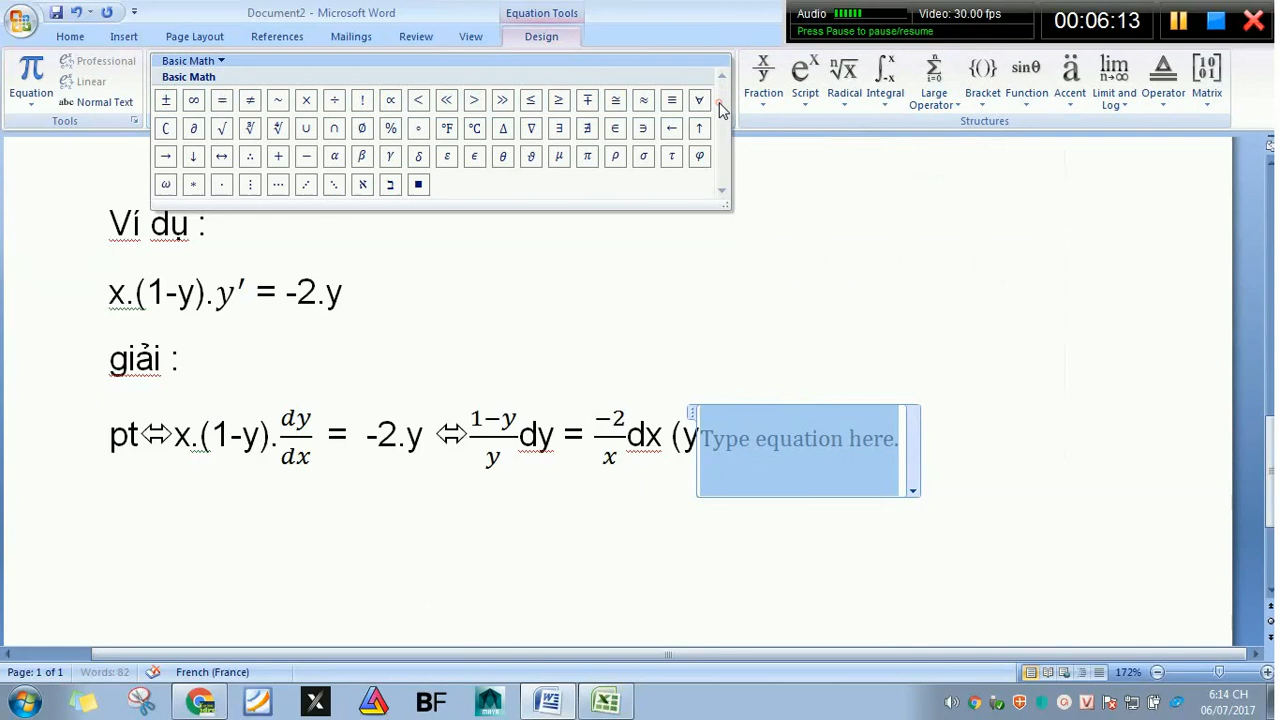 Document2 - Microsoft Word
Equation Tools
Audio
Video: 30.00 fps
Press Pause to pause/resume
00:06:13
Home Insert Page Layout References Mailings Review View Design
Equation
Professional
Linear
abc Normal Text
Tools
Basic Math
Basic Math
± ∞ = ≠ ~ × ÷ ! ∝ < ≪ > ≫ ≤ ≥ ∓ ≅ ≈ ≡ ∀
∁ ∂ √ ∛ ∜ ∪ ∩ ∅ % ° ℉ ℃ ∆ ∇ ∃ ∄ ∈ ∋ ← ↑
→ ↓ ↔ ∴ + − α β γ δ ε ϵ θ ϑ μ π ρ σ τ φ
ω * ∙ ⋮ ⋯ ⋰ ⋱ ℵ ℶ ∎
Fraction Script Radical Integral Large Operator Bracket Function Accent Limit and Log Operator Matrix
Structures
Ví dụ :
x.(1-y).y′ = -2.y
giải :
pt⇔x.(1-y).dy/dx = -2.y ⇔ 1−y/y dy = −2/x dx (y Type equation here.
Page: 1 of 1 Words: 82 French (France) 172%
BF
6:14 CH
06/07/2017